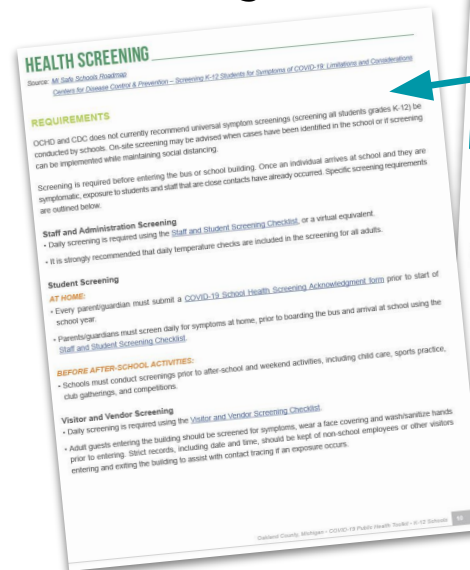 HEALTH SCREENING
Source: MI Safe Schools Roadmap
Centers for Disease Control & Prevention – Screening K-12 Students for Symptoms of COVID-19: Limitations and Considerations
REQUIREMENTS
OCHD and CDC does not currently recommend universal symptom screenings (screening all students grades K-12) be
conducted by schools. On-site screening may be advised when cases have been identified in the school or if screening
can be implemented while maintaining social distancing.
Screening is required before entering the bus or school building. Once an individual arrives at school and they are
symptomatic, exposure to students and staff that are close contacts have already occurred. Specific screening requirements
are outlined below.
Staff and Administration Screening
• Daily screening is required using the Staff and Student Screening Checklist, or a virtual equivalent.
• It is strongly recommended that daily temperature checks are included in the screening for all adults.
Student Screening
AT HOME:
• Every parent/guardian must submit a COVID-19 School Health Screening Acknowledgment form prior to start of
school year.
• Parents/guardians must screen daily for symptoms at home, prior to boarding the bus and arrival at school using the
Staff and Student Screening Checklist.
BEFORE AFTER-SCHOOL ACTIVITIES:
• Schools must conduct screenings prior to after-school and weekend activities, including child care, sports practice,
club gatherings, and competitions.
Visitor and Vendor Screening
• Daily screening is required using the Visitor and Vendor Screening Checklist.
• Adult guests entering the building should be screened for symptoms, wear a face covering and wash/sanitize hands
prior to entering. Strict records, including date and time, should be kept of non-school employees or other visitors
entering and exiting the building to assist with contact tracing if an exposure occurs.
Oakland County, Michigan – COVID-19 Public Health Toolkit - K-12 Schools